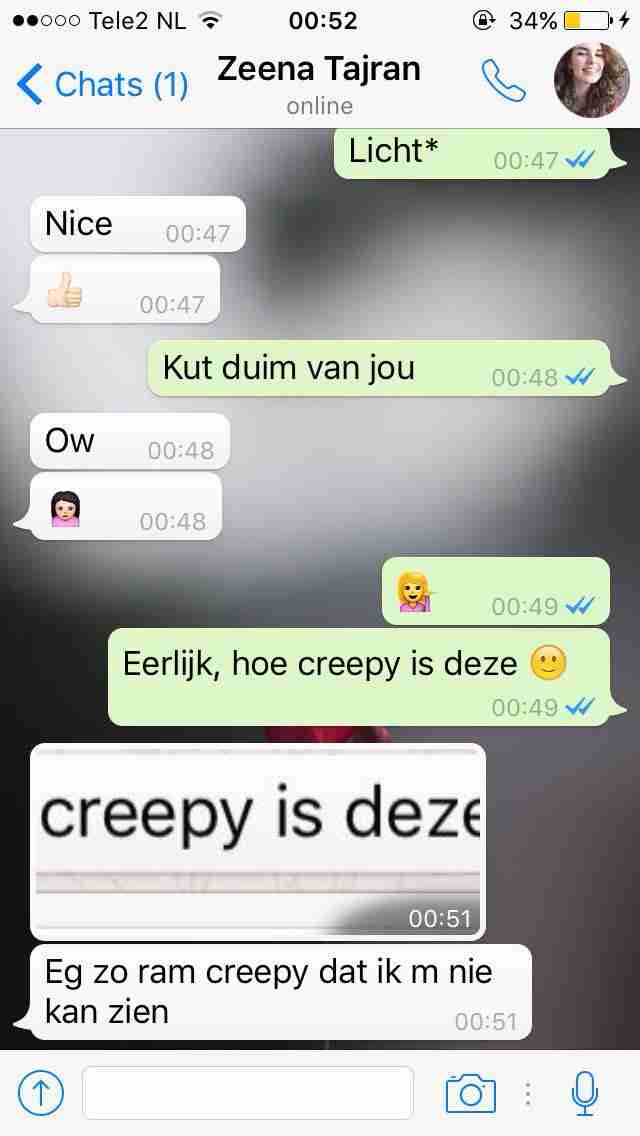 Tele2 NL 00:52 34%
Chats (1) Zeena Tajran
online
Licht* 00:47
Nice 00:47
👍🏻 00:47
Kut duim van jou 00:48
Ow 00:48
00:48
00:49
Eerlijk, hoe creepy is deze 🙂
00:49
creepy is deze
00:51
Eg zo ram creepy dat ik m nie
kan zien 00:51